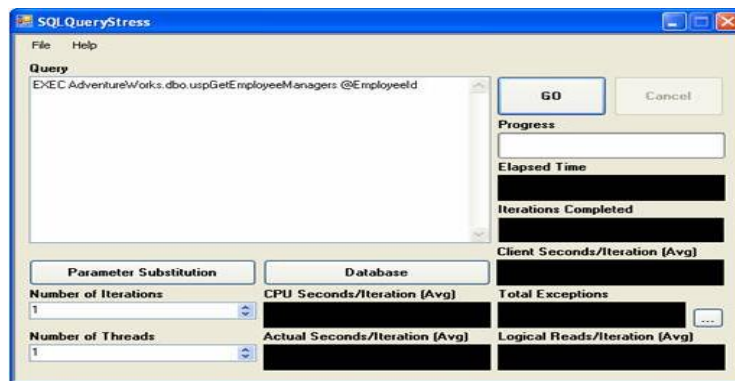 SQLQueryStress
File Help
Query
EXEC AdventureWorks.dbo.uspGetEmployeeManagers @EmployeeId
GO Cancel
Progress
Elapsed Time
Iterations Completed
Client Seconds/Iteration (Avg)
Parameter Substitution Database
Number of Iterations CPU Seconds/Iteration (Avg) Total Exceptions
1 ...
Number of Threads Actual Seconds/Iteration (Avg) Logical Reads/Iteration (Avg)
1